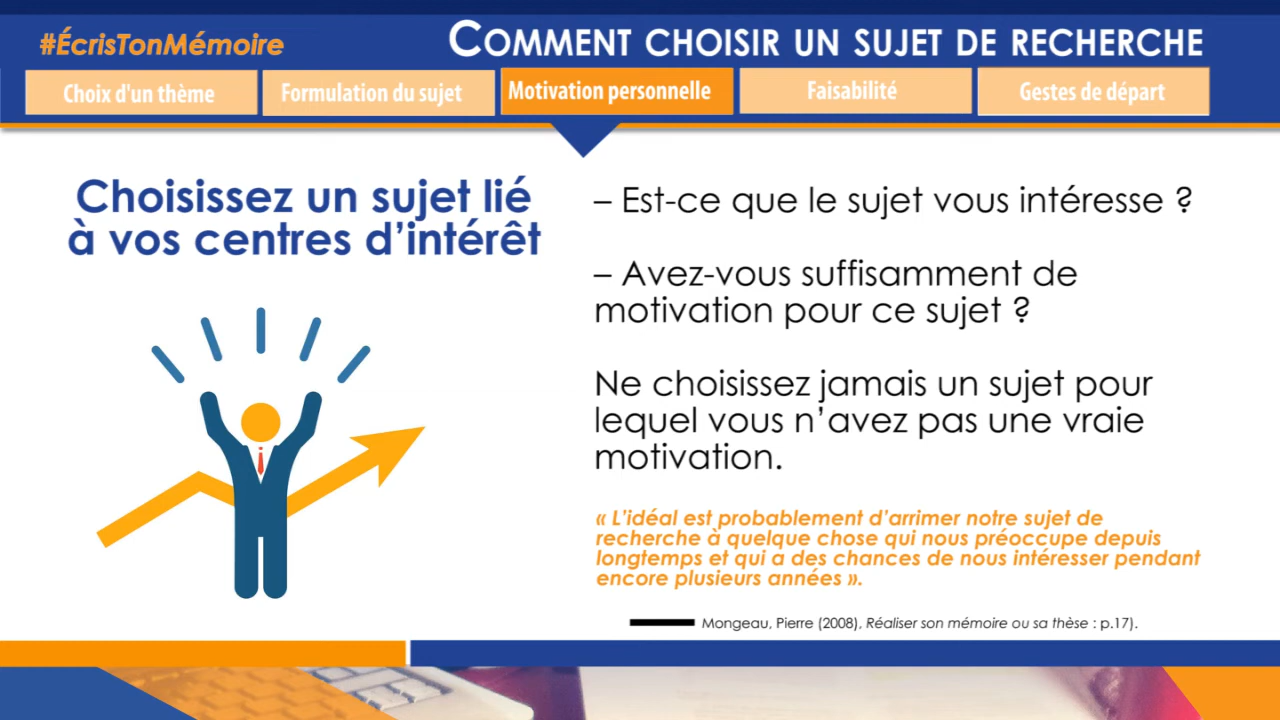 #ÉcrisTonMémoire
COMMENT CHOISIR UN SUJET DE RECHERCHE
Choix d'un thème
Formulation du sujet
Motivation personnelle
Faisabilité
Gestes de départ
Choisissez un sujet lié
à vos centres d’intérêt
– Est-ce que le sujet vous intéresse ?
– Avez-vous suffisamment de
motivation pour ce sujet ?
Ne choisissez jamais un sujet pour
lequel vous n’avez pas une vraie
motivation.
« L’idéal est probablement d’arrimer notre sujet de
recherche à quelque chose qui nous préoccupe depuis
longtemps et qui a des chances de nous intéresser pendant
encore plusieurs années ».
Mongeau, Pierre (2008), Réaliser son mémoire ou sa thèse : p.17).